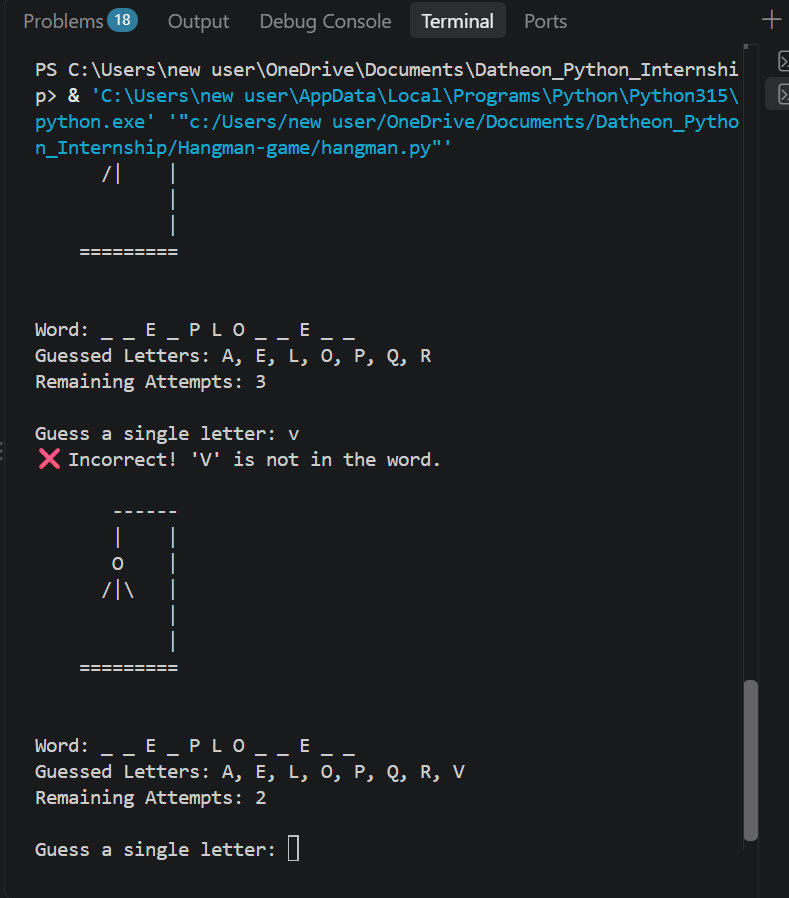 Problems 18 Output Debug Console Terminal Ports
PS C:\Users\new user\OneDrive\Documents\Datheon_Python_Internshi
p> & 'C:\Users\new user\AppData\Local\Programs\Python\Python315\
python.exe' '"c:/Users/new user/OneDrive/Documents/Datheon_Pytho
n_Internship/Hangman-game/hangman.py"'
      /|    |
            |
            |
    =========
Word: _ _ E _ P L O _ _ E _ _
Guessed Letters: A, E, L, O, P, Q, R
Remaining Attempts: 3
Guess a single letter: v
❌ Incorrect! 'V' is not in the word.
       ------
       |    |
       O    |
      /|\   |
            |
            |
    =========
Word: _ _ E _ P L O _ _ E _ _
Guessed Letters: A, E, L, O, P, Q, R, V
Remaining Attempts: 2
Guess a single letter: